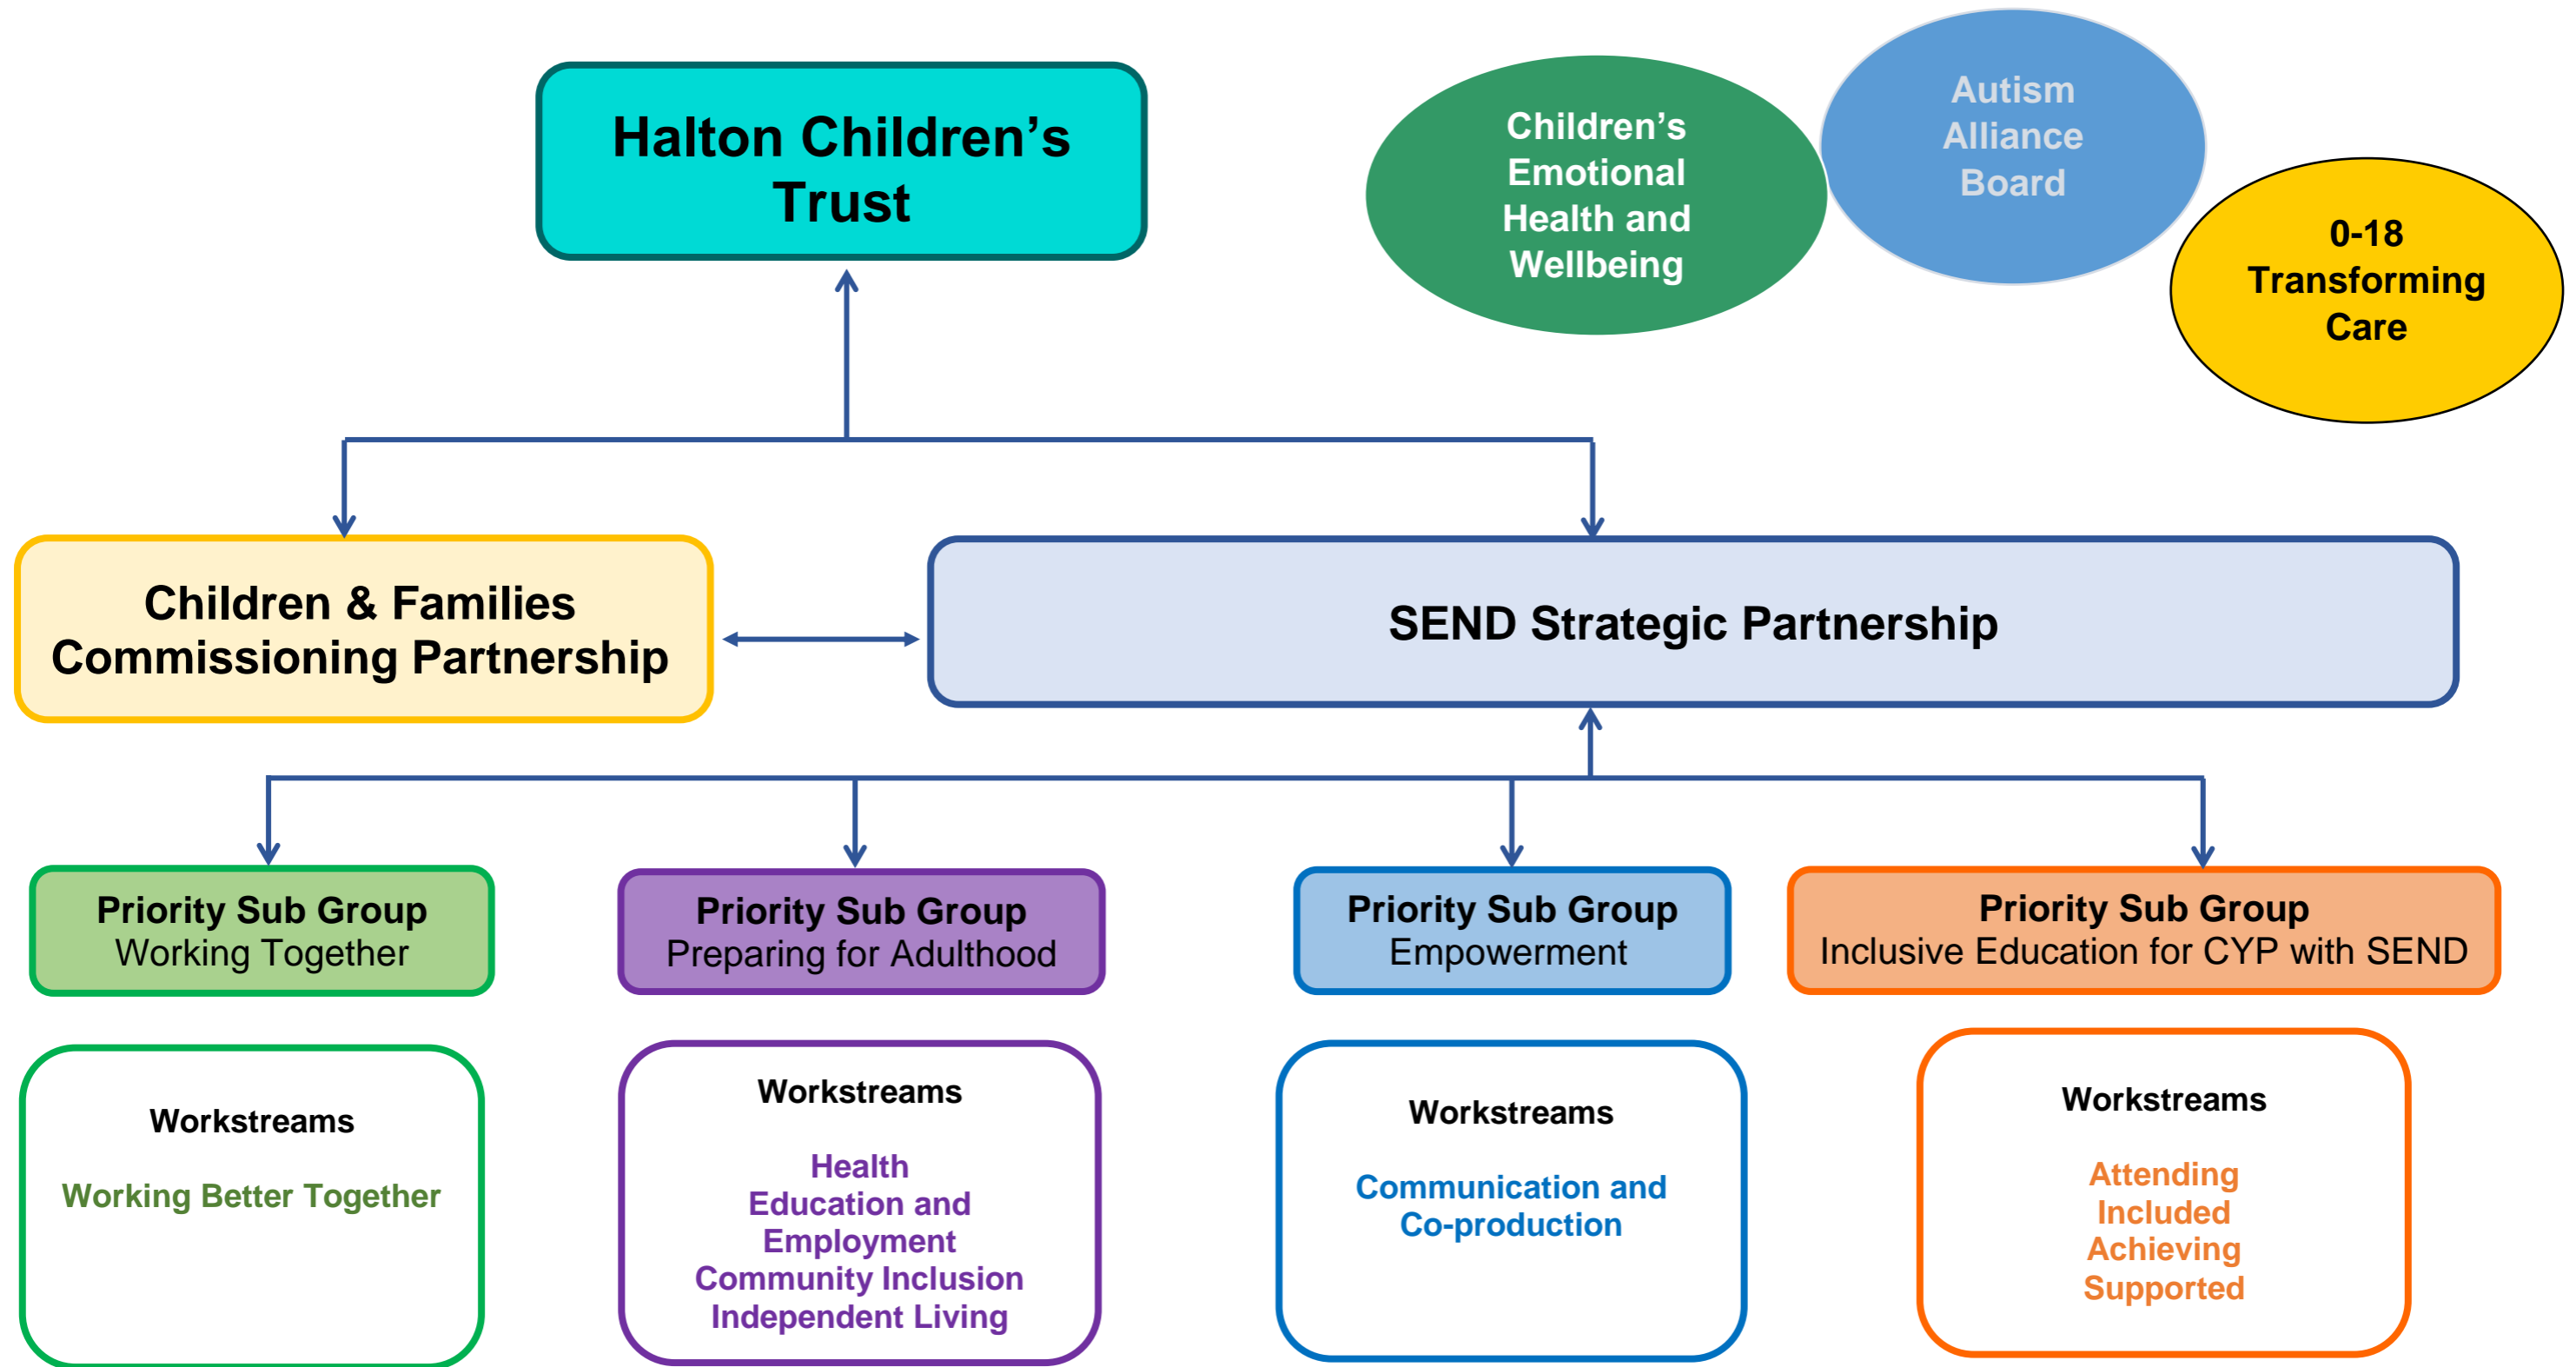 Halton Children’s
Trust
Children’s
Emotional
Health and
Wellbeing
Autism
Alliance
Board
0-18
Transforming
Care
Children & Families
Commissioning Partnership
SEND Strategic Partnership
Priority Sub Group
Working Together
Priority Sub Group
Preparing for Adulthood
Priority Sub Group
Empowerment
Priority Sub Group
Inclusive Education for CYP with SEND
Workstreams
Working Better Together
Workstreams
Health
Education and
Employment
Community Inclusion
Independent Living
Workstreams
Communication and
Co-production
Workstreams
Attending
Included
Achieving
Supported